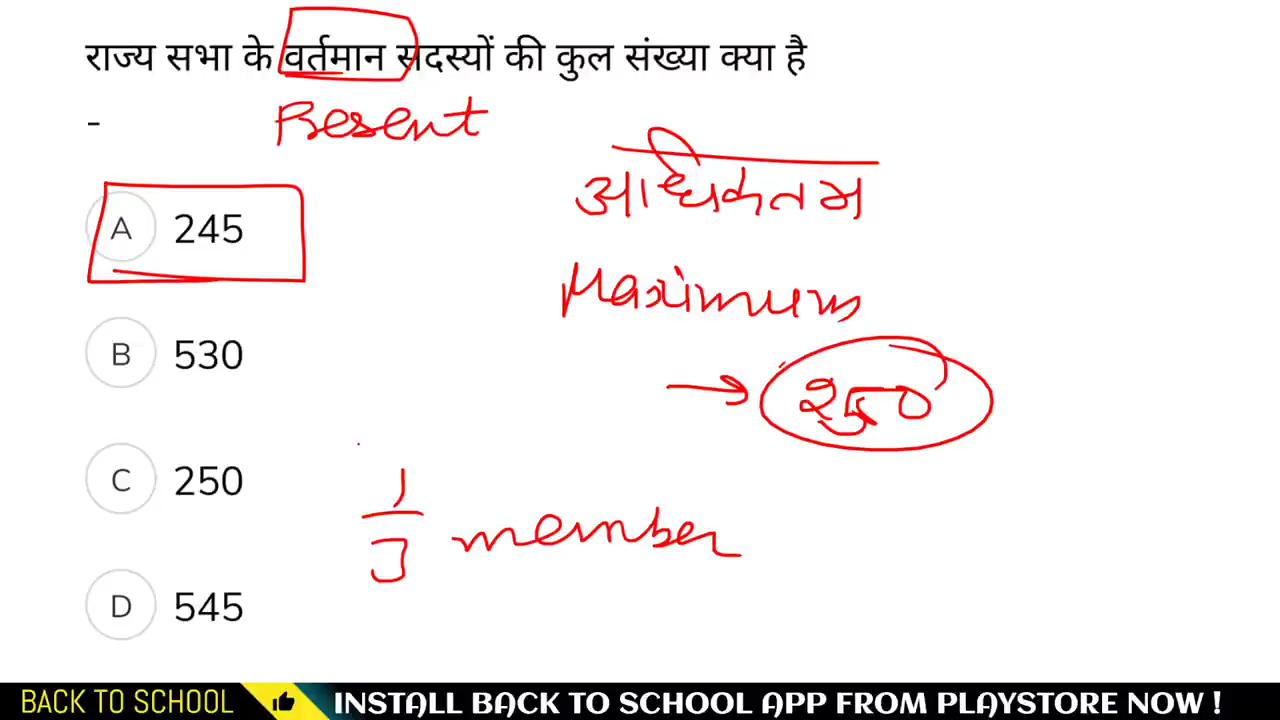 राज्य सभा के वर्तमान सदस्यों की कुल संख्या क्या है
-
Present
अधिकतम
A 245
Maximum
B 530
→ 250
C 250
1/3 member
D 545
BACK TO SCHOOL INSTALL BACK TO SCHOOL APP FROM PLAYSTORE NOW !